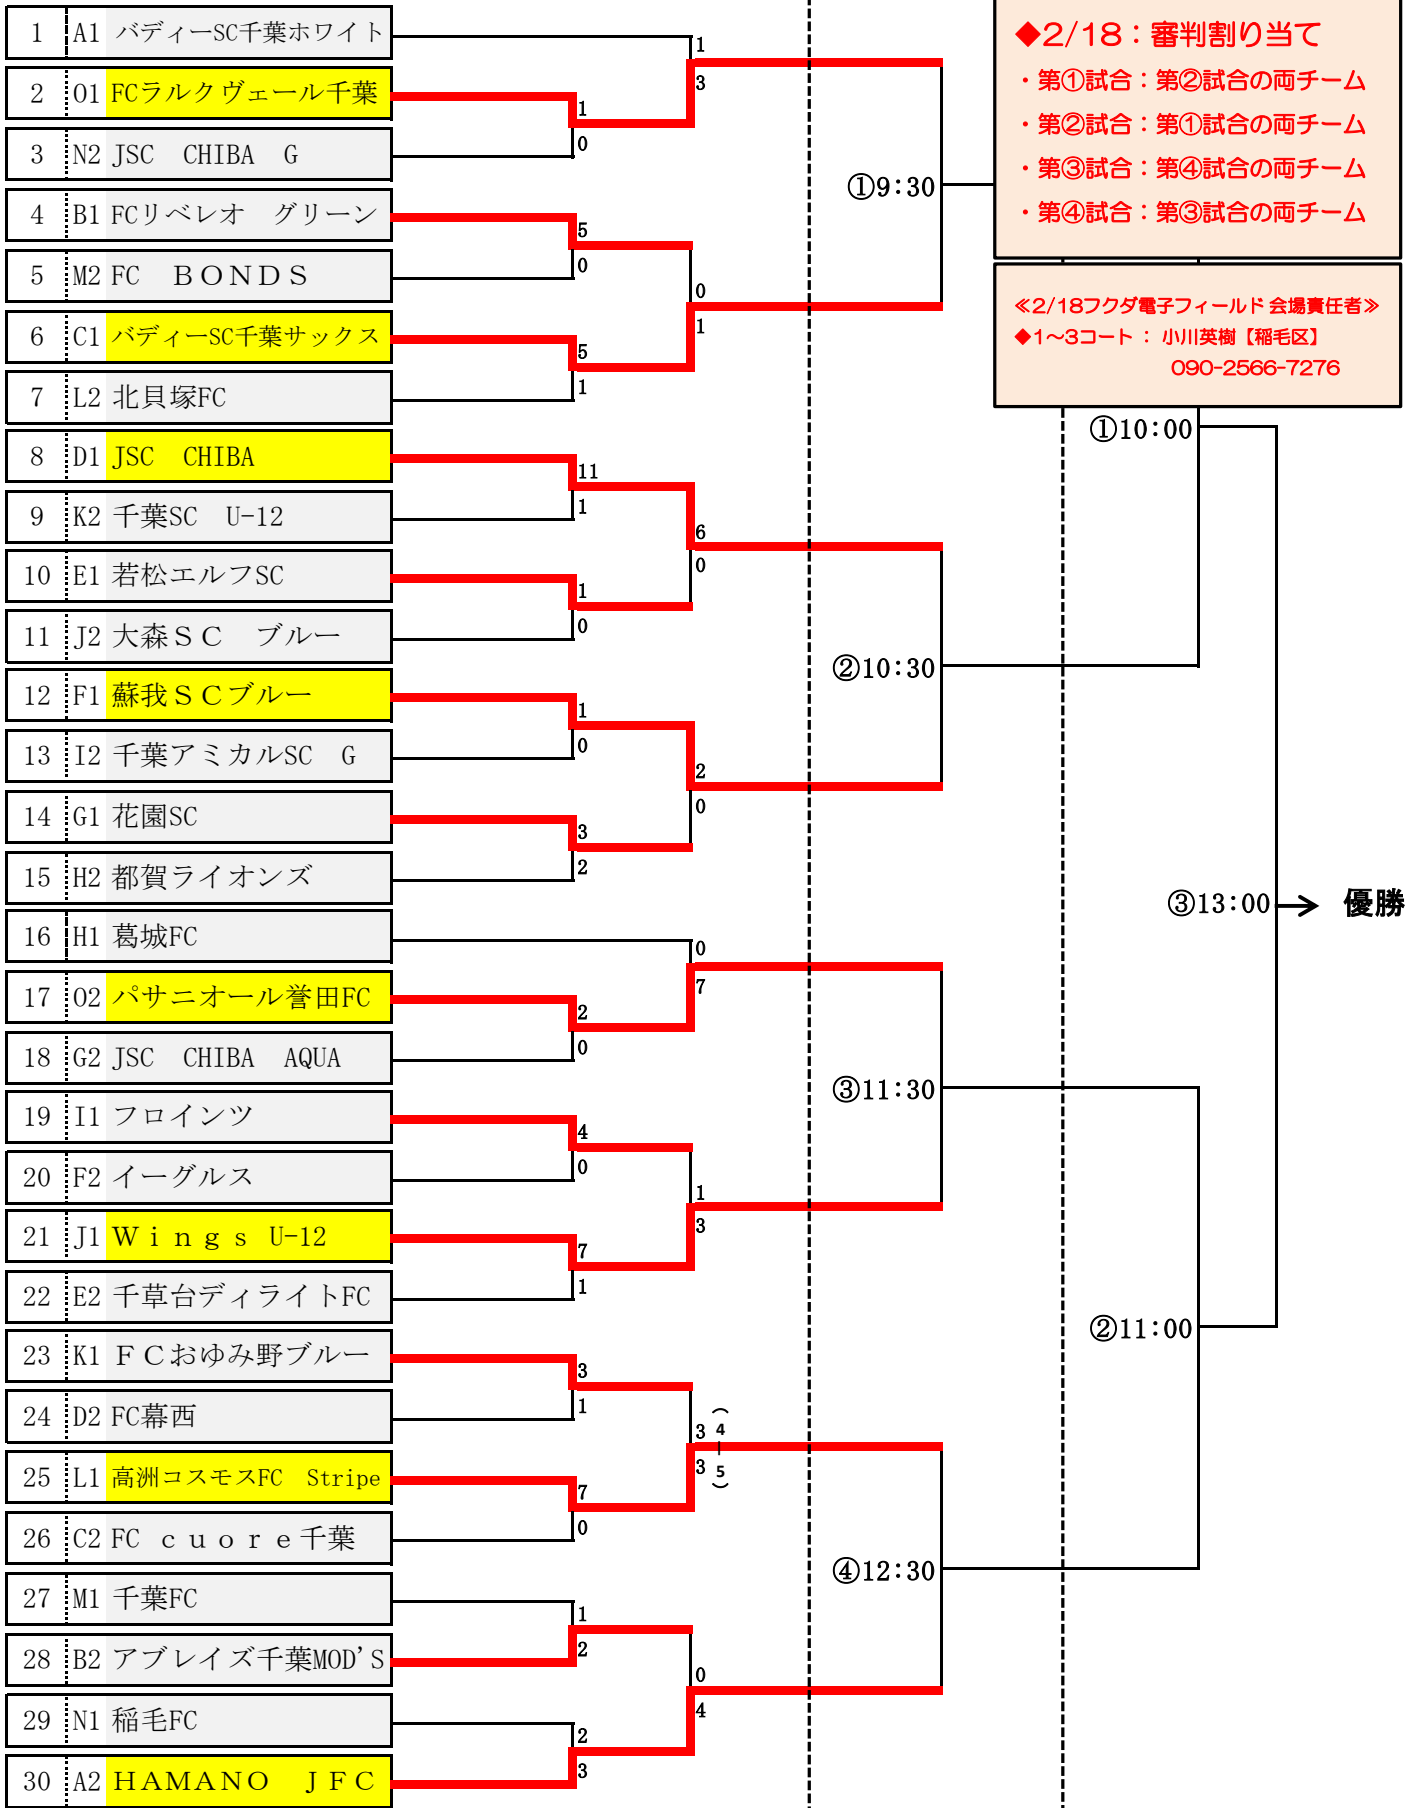 1 A1 バディーSC千葉ホワイト
2 O1 FCラルクヴェール千葉
3 N2 JSC CHIBA G
4 B1 FCリベレオ グリーン
5 M2 FC ＢＯＮＤＳ
6 C1 バディーSC千葉サックス
7 L2 北貝塚FC
8 D1 JSC CHIBA
9 K2 千葉SC U-12
10 E1 若松エルフSC
11 J2 大森ＳＣ ブルー
12 F1 蘇我ＳＣブルー
13 I2 千葉アミカルSC G
14 G1 花園SC
15 H2 都賀ライオンズ
16 H1 葛城FC
17 O2 パサニオール誉田FC
18 G2 JSC CHIBA AQUA
19 I1 フロインツ
20 F2 イーグルス
21 J1 Ｗｉｎｇｓ U-12
22 E2 千草台ディライトFC
23 K1 ＦＣおゆみ野ブルー
24 D2 FC幕西
25 L1 高洲コスモスFC Stripe
26 C2 FC ｃｕｏｒｅ千葉
27 M1 千葉FC
28 B2 アブレイズ千葉MOD'S
29 N1 稲毛FC
30 A2 ＨＡＭＡＮＯ ＪＦＣ
1
0
5
0
5
1
11
1
1
0
1
0
3
2
2
0
4
0
7
1
3
1
7
0
1
2
2
3
1
3
0
1
6
0
2
0
0
7
1
3
3
3
（4｜5）
0
4
①9:30
②10:30
③11:30
④12:30
◆2/18：審判割り当て
・第①試合：第②試合の両チーム
・第②試合：第①試合の両チーム
・第③試合：第④試合の両チーム
・第④試合：第③試合の両チーム
≪2/18フクダ電子フィールド 会場責任者≫
◆1〜3コート ： 小川英樹【稲毛区】
090-2566-7276
①10:00
②11:00
③13:00
優勝